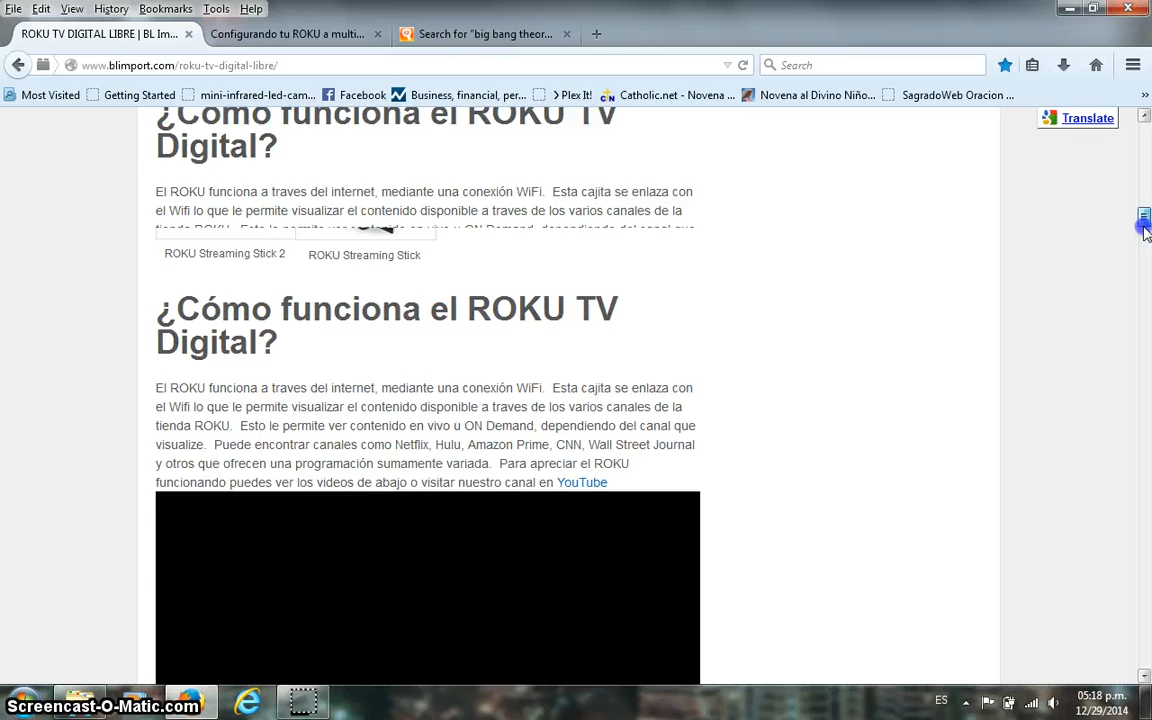 File Edit View History Bookmarks Tools Help
ROKU TV DIGITAL LIBRE | BL Im... × Configurando tu ROKU a multi... × Search for "big bang theor... × +
www.blimport.com/roku-tv-digital-libre/ Search
Most Visited Getting Started mini-infrared-led-cam... Facebook Business, financial, per... Plex It! Catholic.net - Novena ... Novena al Divino Niño... SagradoWeb Oracion ... »
Translate
¿Cómo funciona el ROKU TV
Digital?
El ROKU funciona a traves del internet, mediante una conexión WiFi. Esta cajita se enlaza con
el Wifi lo que le permite visualizar el contenido disponible a traves de los varios canales de la
tienda ROKU. Esto le permite ver contenido en vivo u ON Demand, dependiendo del canal que
ROKU Streaming Stick 2 ROKU Streaming Stick
¿Cómo funciona el ROKU TV
Digital?
El ROKU funciona a traves del internet, mediante una conexión WiFi. Esta cajita se enlaza con
el Wifi lo que le permite visualizar el contenido disponible a traves de los varios canales de la
tienda ROKU. Esto le permite ver contenido en vivo u ON Demand, dependiendo del canal que
visualize. Puede encontrar canales como Netflix, Hulu, Amazon Prime, CNN, Wall Street Journal
y otros que ofrecen una programación sumamente variada. Para apreciar el ROKU
funcionando puedes ver los videos de abajo o visitar nuestro canal en YouTube
ES 05:18 p.m.
12/29/2014
Screencast-O-Matic.com